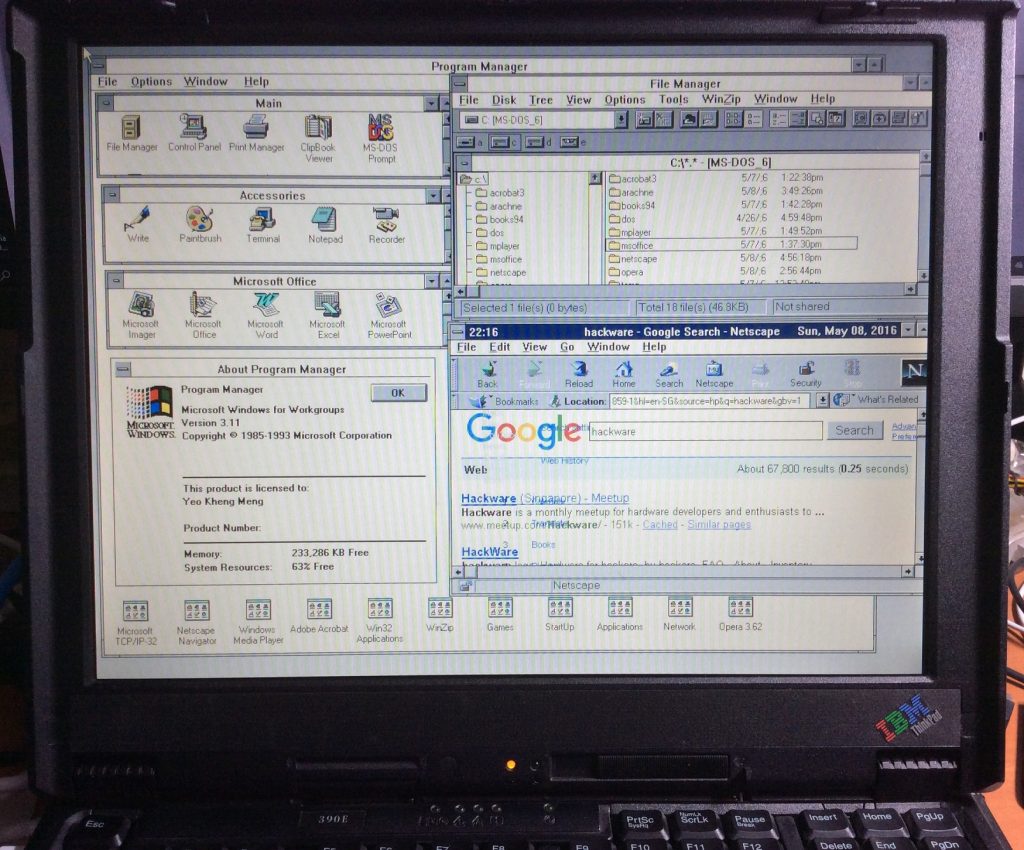 Program Manager
File Options Window Help
Main
File Manager
Control Panel
Print Manager
ClipBook
Viewer
MS-DOS
Prompt
Accessories
Write
Paintbrush
Terminal
Notepad
Recorder
Microsoft Office
Microsoft
Imager
Microsoft
Office
Microsoft
Word
Microsoft
Excel
Microsoft
PowerPoint
About Program Manager
Program Manager
OK
Microsoft Windows for Workgroups
Version 3.11
Copyright © 1985-1993 Microsoft Corporation
MICROSOFT
WINDOWS.
This product is licensed to:
Yeo Kheng Meng
Product Number:
Memory: 233,286 KB Free
System Resources: 63% Free
File Manager
File Disk Tree View Options Tools WinZip Window Help
C: [MS-DOS_6]
a c d e
C:\*.* - [MS-DOS_6]
c:\
acrobat3
arachne
books94
dos
mplayer
msoffice
netscape
acrobat3 5/7/:6 1:22:38pm
arachne 5/8/:6 3:49:26pm
books94 5/7/:6 1:42:28pm
dos 4/26/:6 4:59:48pm
mplayer 5/7/:6 1:49:52pm
msoffice 5/7/:6 1:37:30pm
netscape 5/8/:6 4:56:18pm
opera 5/8/:6 2:56:44pm
Selected 1 file(s) (0 bytes) Total 18 file(s) (46.9KB) Not shared
22:16 hackware - Google Search - Netscape Sun, May 08, 2016
File Edit View Go Window Help
Back Forward Reload Home Search Netscape Print Security Stop
N
Bookmarks Location: 859-1&hl=en-SG&source=hp&q=hackware&gbv=1 What's Related
Google
hackware
Search
Web History
Web About 67,800 results (0.25 seconds)
Hackware (Singapore) - Meetup
Hackware is a monthly meetup for hardware developers and enthusiasts to ...
www.meetup.com/Hackware/ - 151k - Cached - Similar pages
3 Books
HackWare
Netscape
Microsoft
TCP/IP-32
Netscape
Navigator
Windows
Media Player
Adobe Acrobat
Win32
Applications
WinZip
Games
StartUp
Applications
Network
Opera 3.62
IBM
ThinkPad
390E
Esc
PrtSc
SysRq
NumLk
ScrLk
Pause
Break
Insert
Home
PgUp
F5 F6 F7 F8 F9 F10 F11 F12 Delete End PgDn